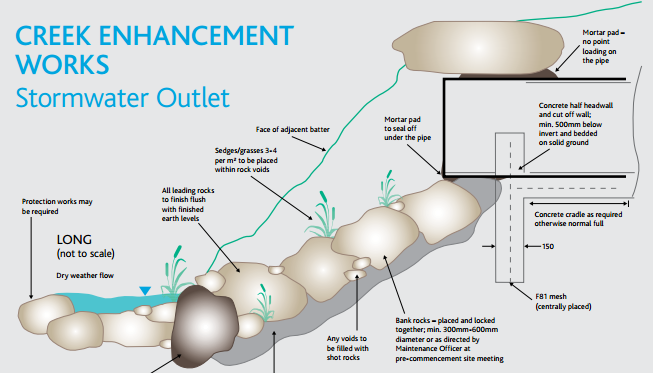 CREEK ENHANCEMENT
WORKS
Stormwater Outlet
Mortar pad =
no point
loading on
the pipe
Concrete half headwall
and cut off wall;
min. 500mm below
invert and bedded
on solid ground
Mortar pad
to seal off
under the pipe
Face of adjacent batter
Sedges/grasses 3×4
per m² to be placed
within rock voids
All leading rocks
to finish flush
with finished
earth levels
Protection works may
be required
LONG
(not to scale)
Dry weather flow
Concrete cradle as required
otherwise normal full
150
F81 mesh
(centrally placed)
Bank rocks = placed and locked
together; min. 300mm×600mm
diameter or as directed by
Maintenance Officer at
pre=commencement site meeting
Any voids to
be filled with
shot rocks